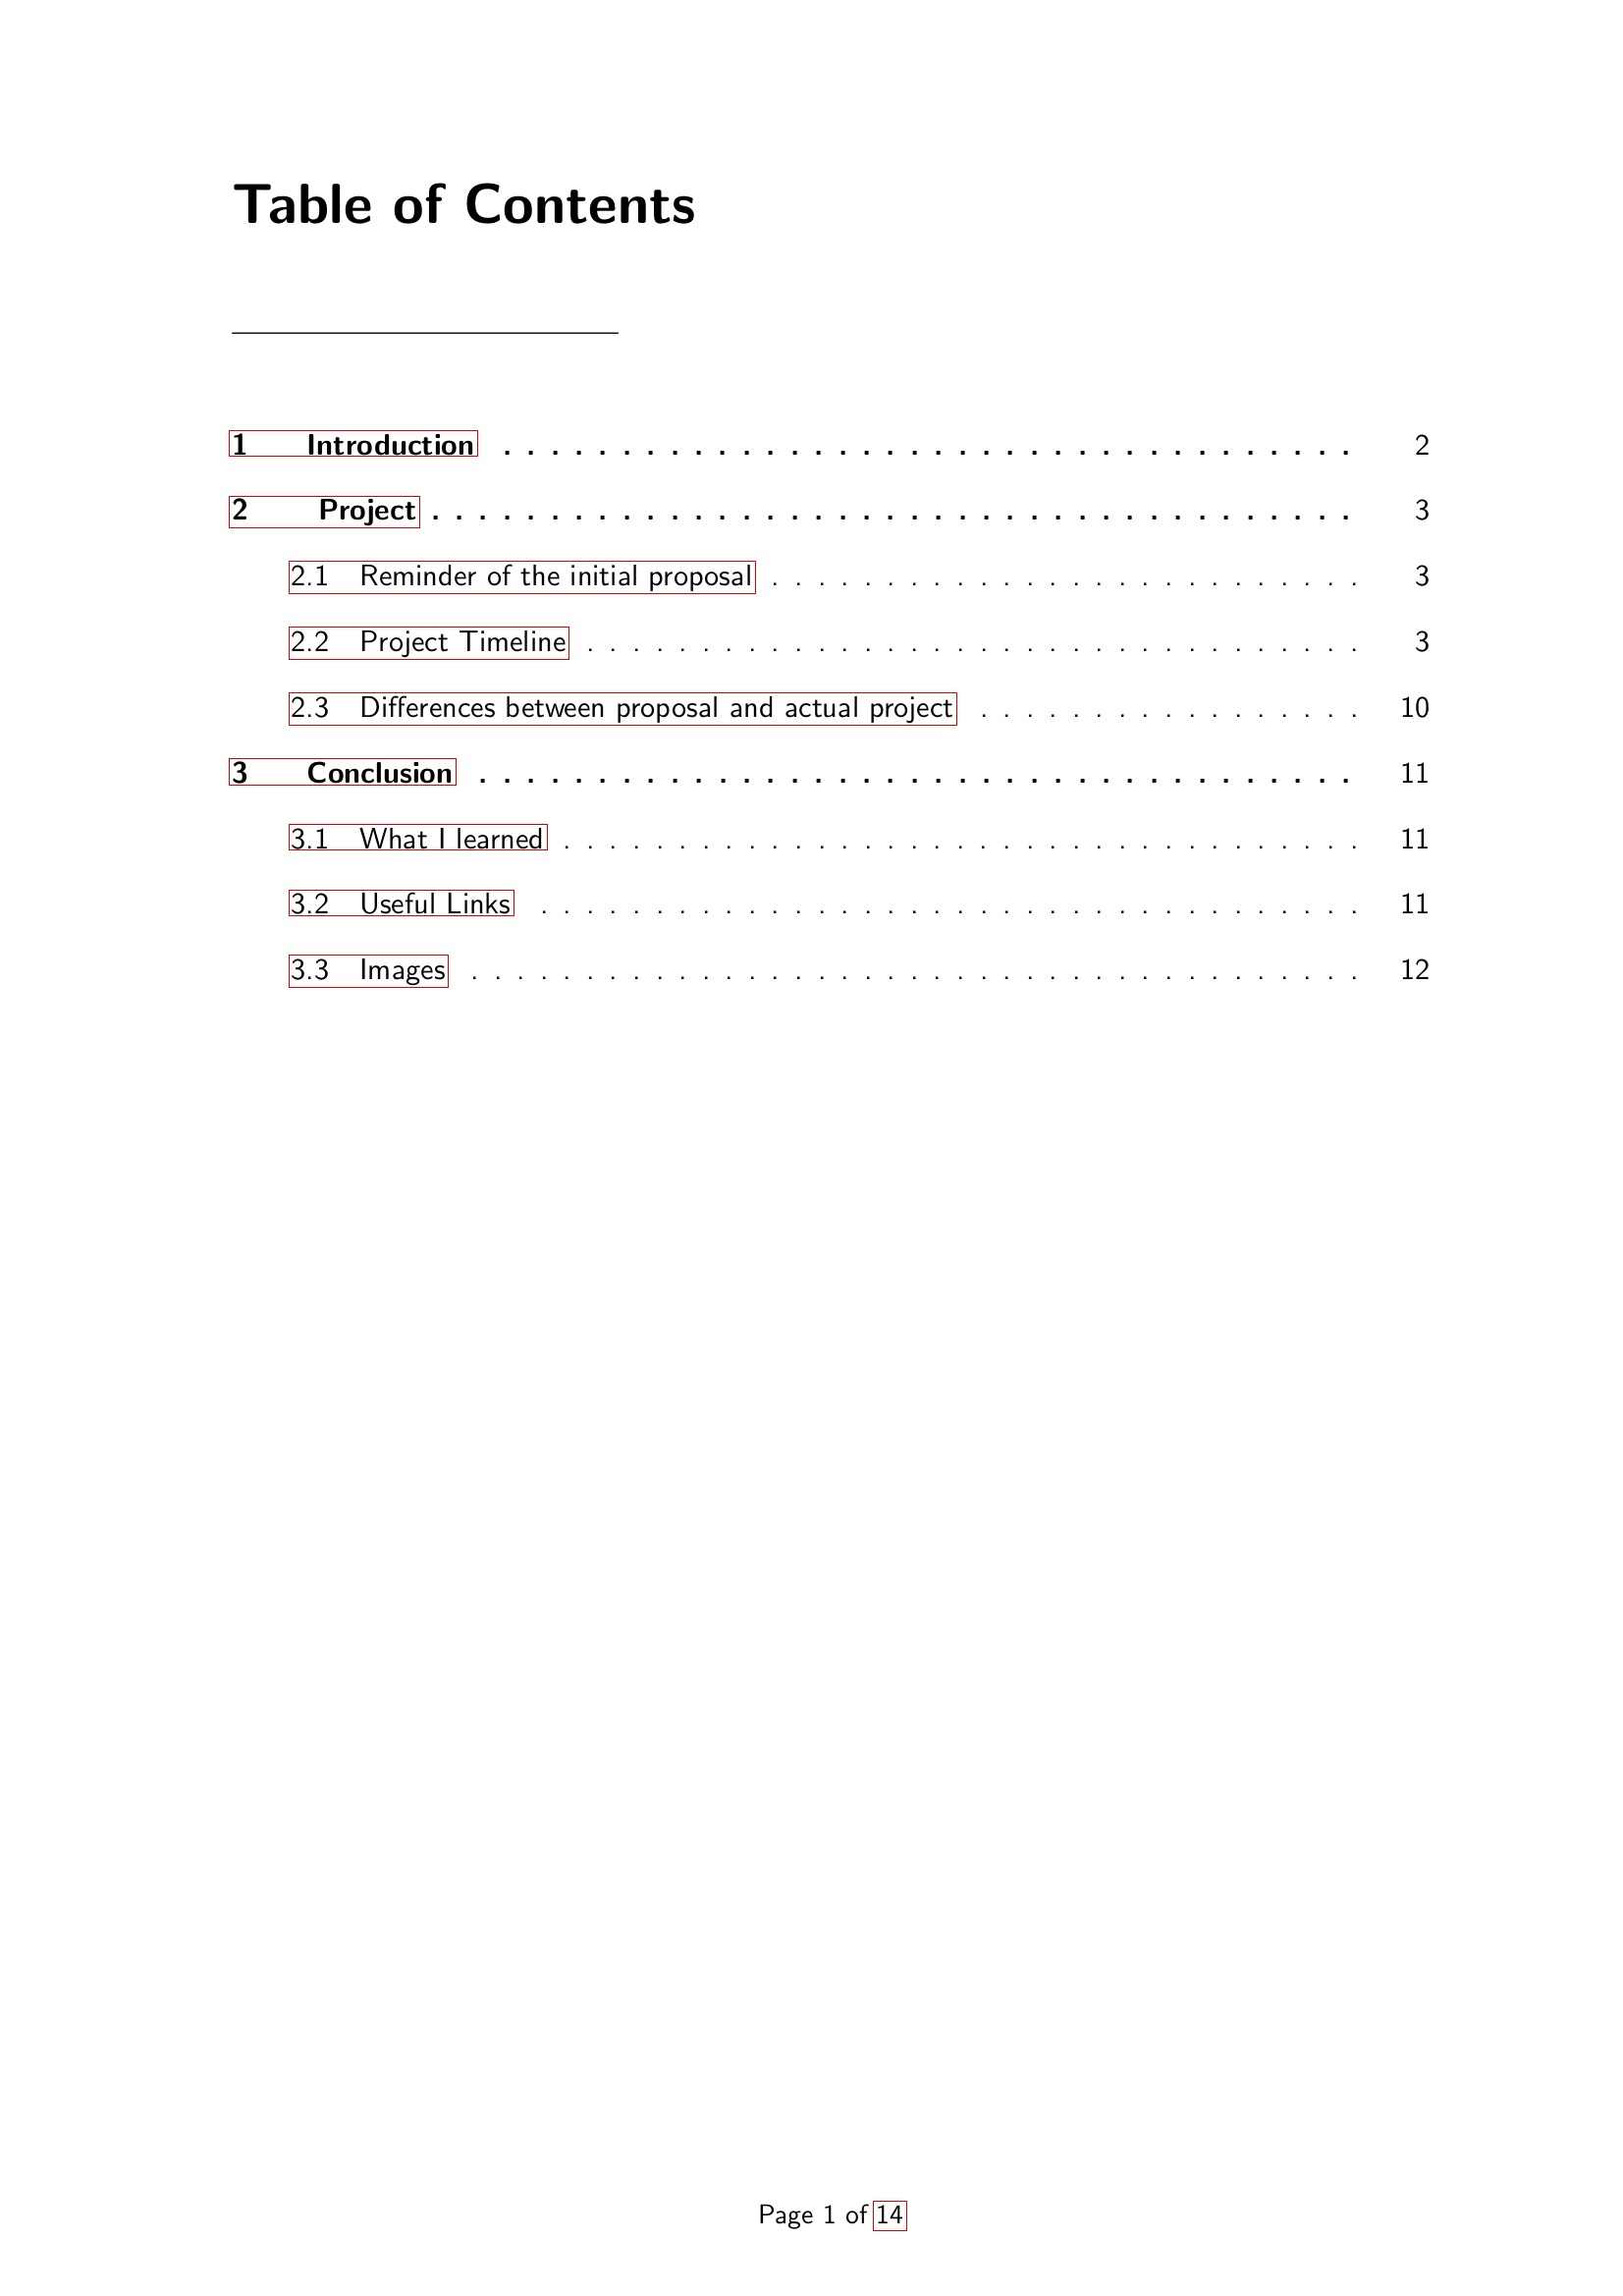 Table of Contents
1 Introduction . . . . . . . . . . . . . . . . . . . . . . . . . . . . . . . . . . . . 2
2 Project . . . . . . . . . . . . . . . . . . . . . . . . . . . . . . . . . . . . . . . 3
2.1 Reminder of the initial proposal . . . . . . . . . . . . . . . . . . . . . . . . . . 3
2.2 Project Timeline . . . . . . . . . . . . . . . . . . . . . . . . . . . . . . . . . . 3
2.3 Differences between proposal and actual project . . . . . . . . . . . . . . . . . 10
3 Conclusion . . . . . . . . . . . . . . . . . . . . . . . . . . . . . . . . . . . . . 11
3.1 What I learned . . . . . . . . . . . . . . . . . . . . . . . . . . . . . . . . . . . 11
3.2 Useful Links . . . . . . . . . . . . . . . . . . . . . . . . . . . . . . . . . . . . 11
3.3 Images . . . . . . . . . . . . . . . . . . . . . . . . . . . . . . . . . . . . . . . 12
Page 1 of 14